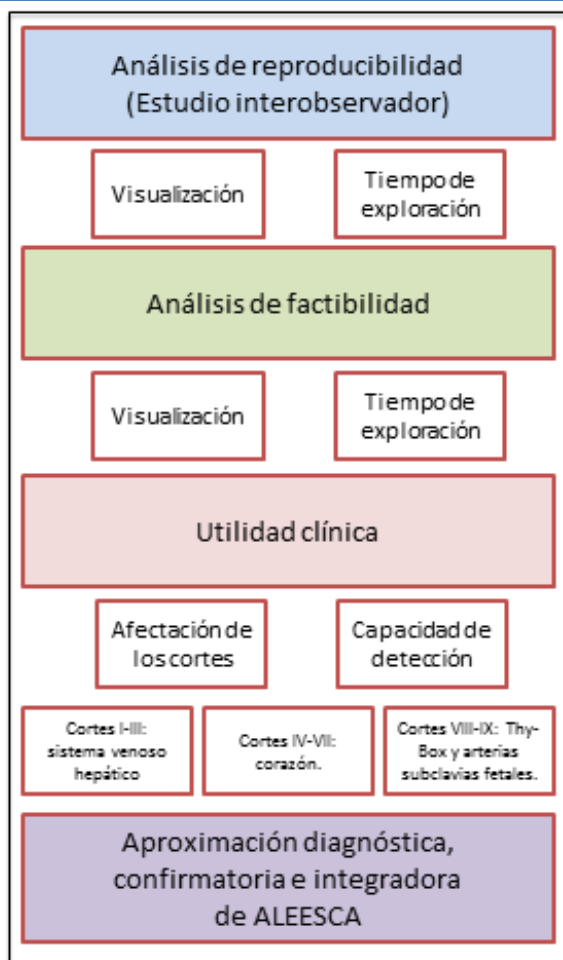 Análisis de reproducibilidad
(Estudio interobservador)
Visualización
Tiempo de
exploración
Análisis de factibilidad
Visualización
Tiempo de
exploración
Utilidad clínica
Afectación de
los cortes
Capacidad de
detección
Cortes I-III:
sistema venoso
hepático
Cortes IV-VII:
corazón.
Cortes VIII-IX: Thy-
Box y arterias
subclavias fetales.
Aproximación diagnóstica,
confirmatoria e integradora
de ALEESCA